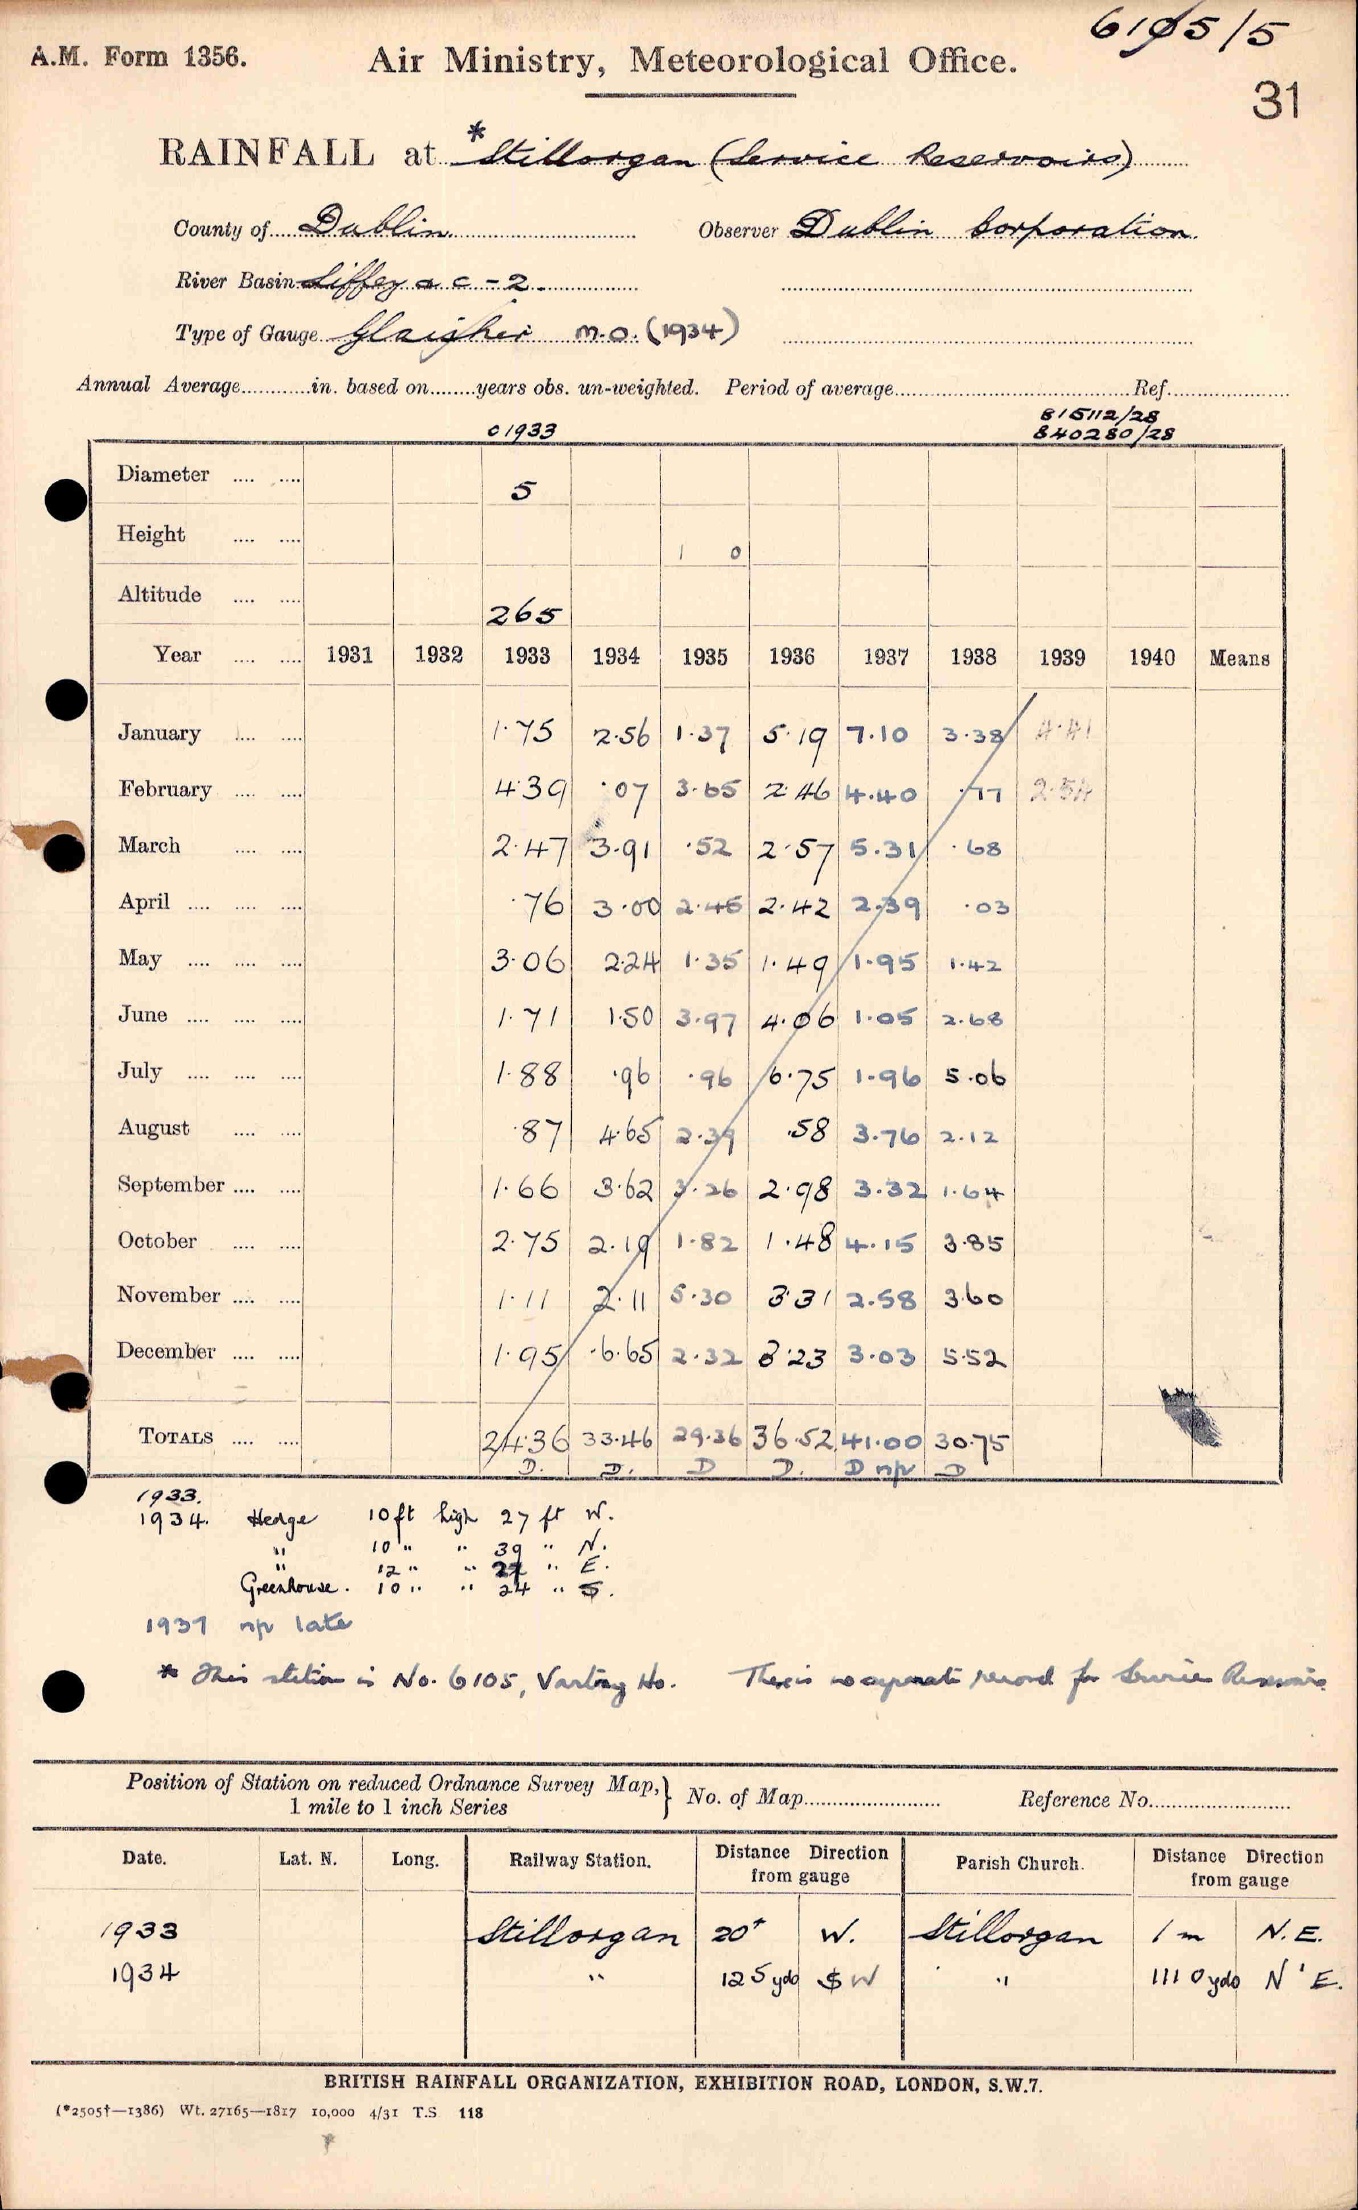 6105/5
A.M. Form 1356. Air Ministry, Meteorological Office.
31
RAINFALL at *Stillorgan (Service Reservoirs)
County of Dublin. Observer Dublin Corporation.
River Basin Liffey a c - 2.
Type of Gauge Glaisher M.O. (1934)
Annual Average in. based on years obs. un-weighted. Period of average Ref.
c 1933 815112/28
840280/28
Diameter 5
Height 1 0
Altitude 265
Year 1931 1932 1933 1934 1935 1936 1937 1938 1939 1940 Means
January 1.75 2.56 1.37 5.19 7.10 3.38 4.41
February 4.39 .07 3.65 2.46 4.40 .77 2.54
March 2.47 3.91 .52 2.57 5.31 .68
April .76 3.00 2.45 2.42 2.39 .03
May 3.06 2.24 1.35 1.49 1.95 1.42
June 1.71 1.50 3.97 4.06 1.05 2.68
July 1.88 .96 .96 6.75 1.96 5.06
August .87 4.65 2.39 .58 3.76 2.12
September 1.66 3.62 3.26 2.98 3.32 1.64
October 2.75 2.19 1.82 1.48 4.15 3.85
November 1.11 2.11 5.30 3.31 2.58 3.60
December 1.95 6.65 2.32 3.23 3.03 5.52
TOTALS 24.36 33.46 29.36 36.52 41.00 30.75
D. D. D D. D np D
1933.
1934. Hedge 10 ft high 27 ft W.
" 10 " " 39 " N.
" 12 " " 27 " E.
Greenhouse. 10 " " 24 " S.
1937 np late
* This station is No. 6105, Vartry Ho. There is no separate record for Service Reservoirs
Position of Station on reduced Ordnance Survey Map, } No. of Map Reference No.
1 mile to 1 inch Series
Date. Lat. N. Long. Railway Station. Distance Direction from gauge Parish Church. Distance Direction from gauge
1933 Stillorgan 20+ W. Stillorgan 1 m N.E.
1934 " 125 yds SW " 1110 yds N'E.
BRITISH RAINFALL ORGANIZATION, EXHIBITION ROAD, LONDON, S.W.7.
(*2505†—1386) Wt. 27165—1817 10,000 4/31 T.S 118